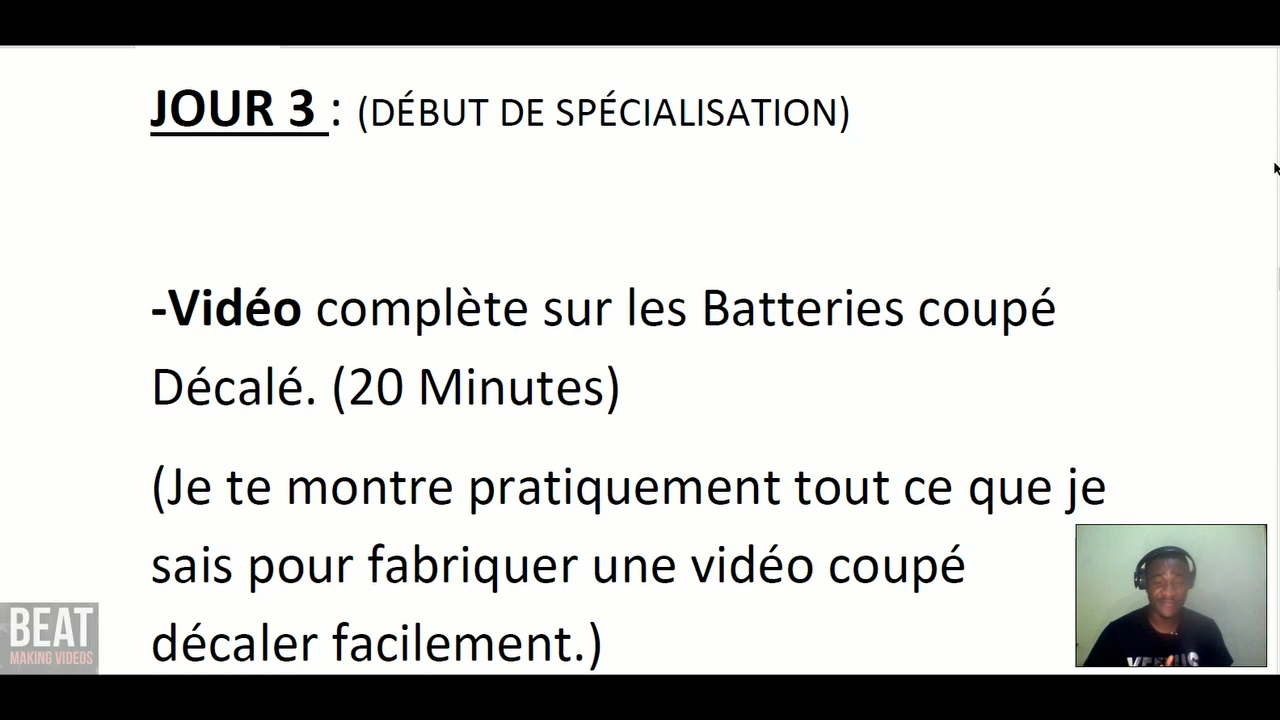 JOUR 3 : (DÉBUT DE SPÉCIALISATION)
-Vidéo complète sur les Batteries coupé
Décalé. (20 Minutes)
(Je te montre pratiquement tout ce que je
sais pour fabriquer une vidéo coupé
décaler facilement.)
BEAT
MAKING VIDEOS